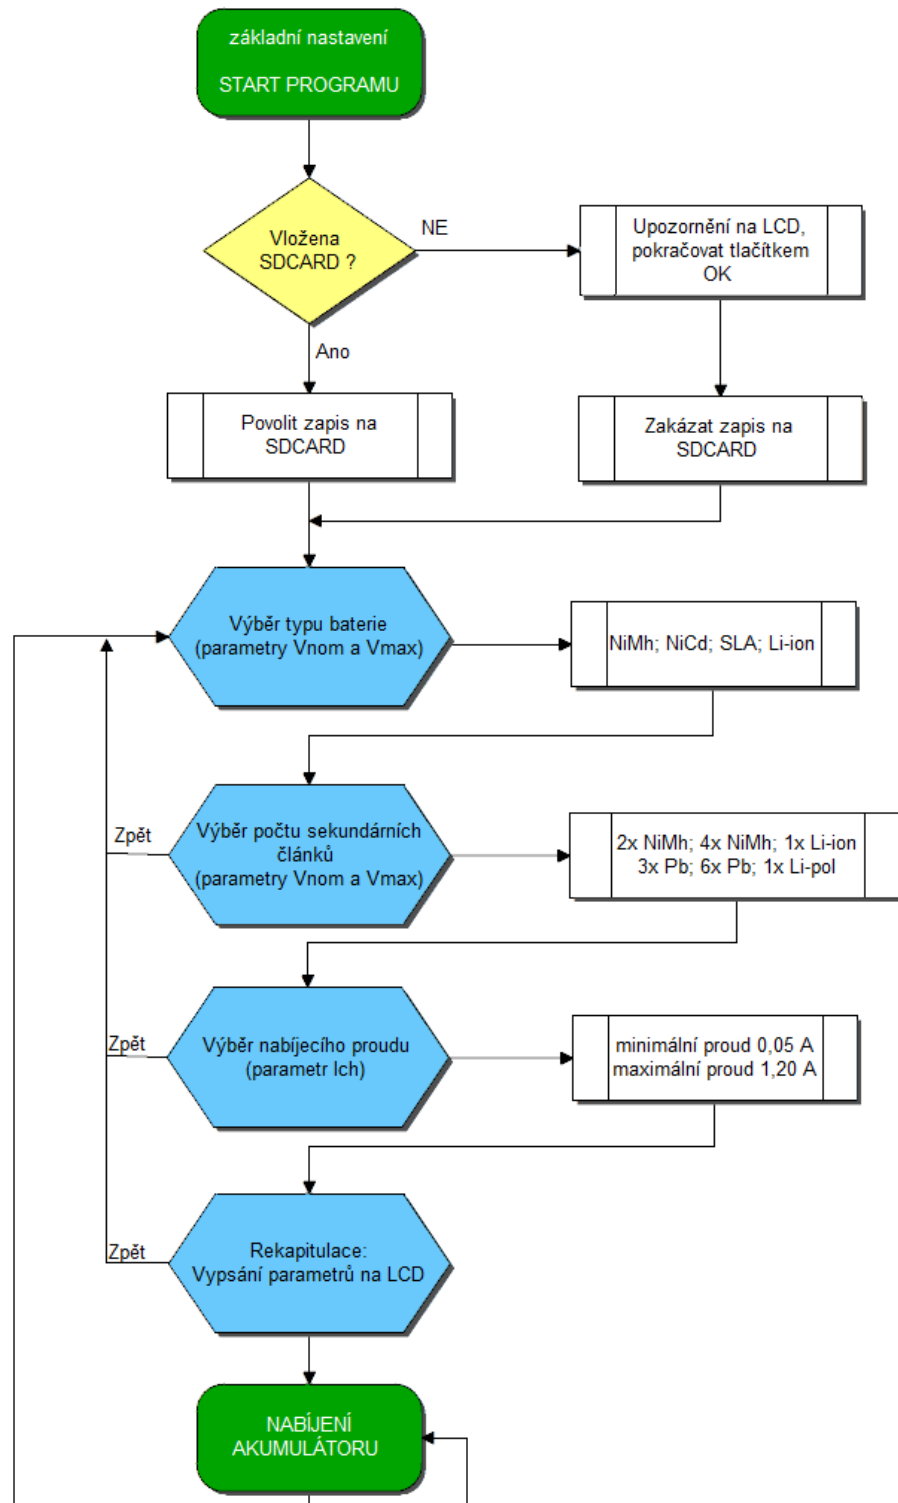 základní nastavení
START PROGRAMU
Vložena
SDCARD ?
NE
Upozornění na LCD,
pokračovat tlačítkem
OK
Ano
Povolit zapis na
SDCARD
Zakázat zapis na
SDCARD
Výběr typu baterie
(parametry Vnom a Vmax)
NiMh; NiCd; SLA; Li-ion
Zpět
Výběr počtu sekundárních
článků
(parametry Vnom a Vmax)
2x NiMh; 4x NiMh; 1x Li-ion
3x Pb; 6x Pb; 1x Li-pol
Zpět
Výběr nabíjecího proudu
(parametr Ich)
minimální proud 0,05 A
maximální proud 1,20 A
Zpět
Rekapitulace:
Vypsání parametrů na LCD
NABÍJENÍ
AKUMULÁTORU